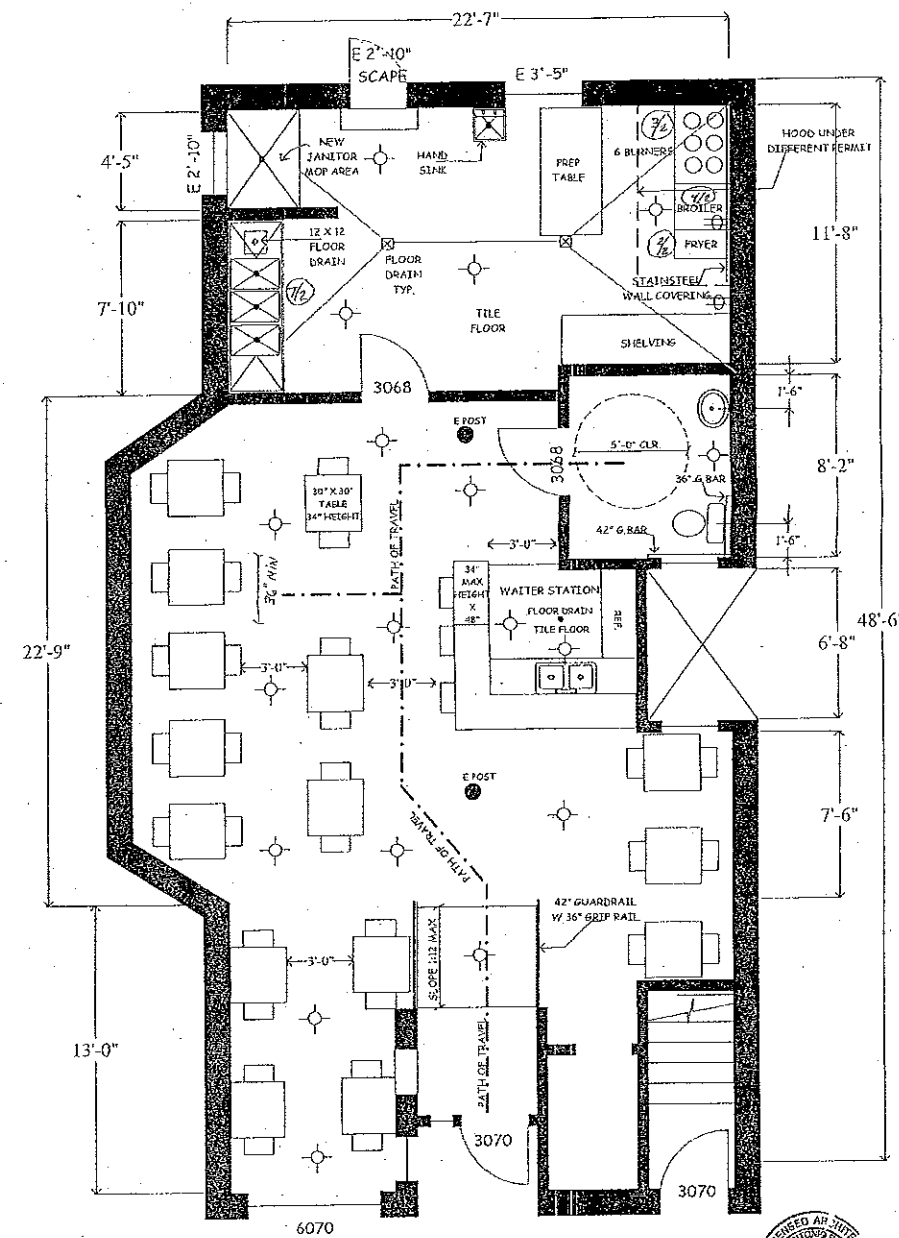 22'-7"
E 2'-10"
SCAPE
E 3'-5"
4'-5"
E 2'-10"
NEW
JANITOR
MOP AREA
HAND
SINK
PREP
TABLE
3/2
6 BURNERS
HOOD UNDER
DIFFERENT PERMIT
BROILER
FRYER
11'-8"
12 X 12
FLOOR
DRAIN
FLOOR
DRAIN
TYP.
7/2
7'-10"
TILE
FLOOR
STAINSTEEL
WALL COVERING
SHELVING
3068
1'-6"
E POST
3068
5'-0" CLR.
8'-2"
36" G.BAR
30" X 30"
TABLE
34" HEIGHT
PATH OF TRAVEL
42" G.BAR
1'-6"
3'-0"
36" MIN
34"
MAX
HEIGHT
X
48"
WAITER STATION
FLOOR DRAIN
TILE FLOOR
REF.
48'-6"
22'-9"
6'-8"
3'-0"
3'-0"
E POST
7'-6"
PATH OF TRAVEL
42" GUARDRAIL
W/ 36" GRIP RAIL
SLOPE 1:12 MAX
3'-0"
13'-0"
PATH OF TRAVEL
3070
3070
6070